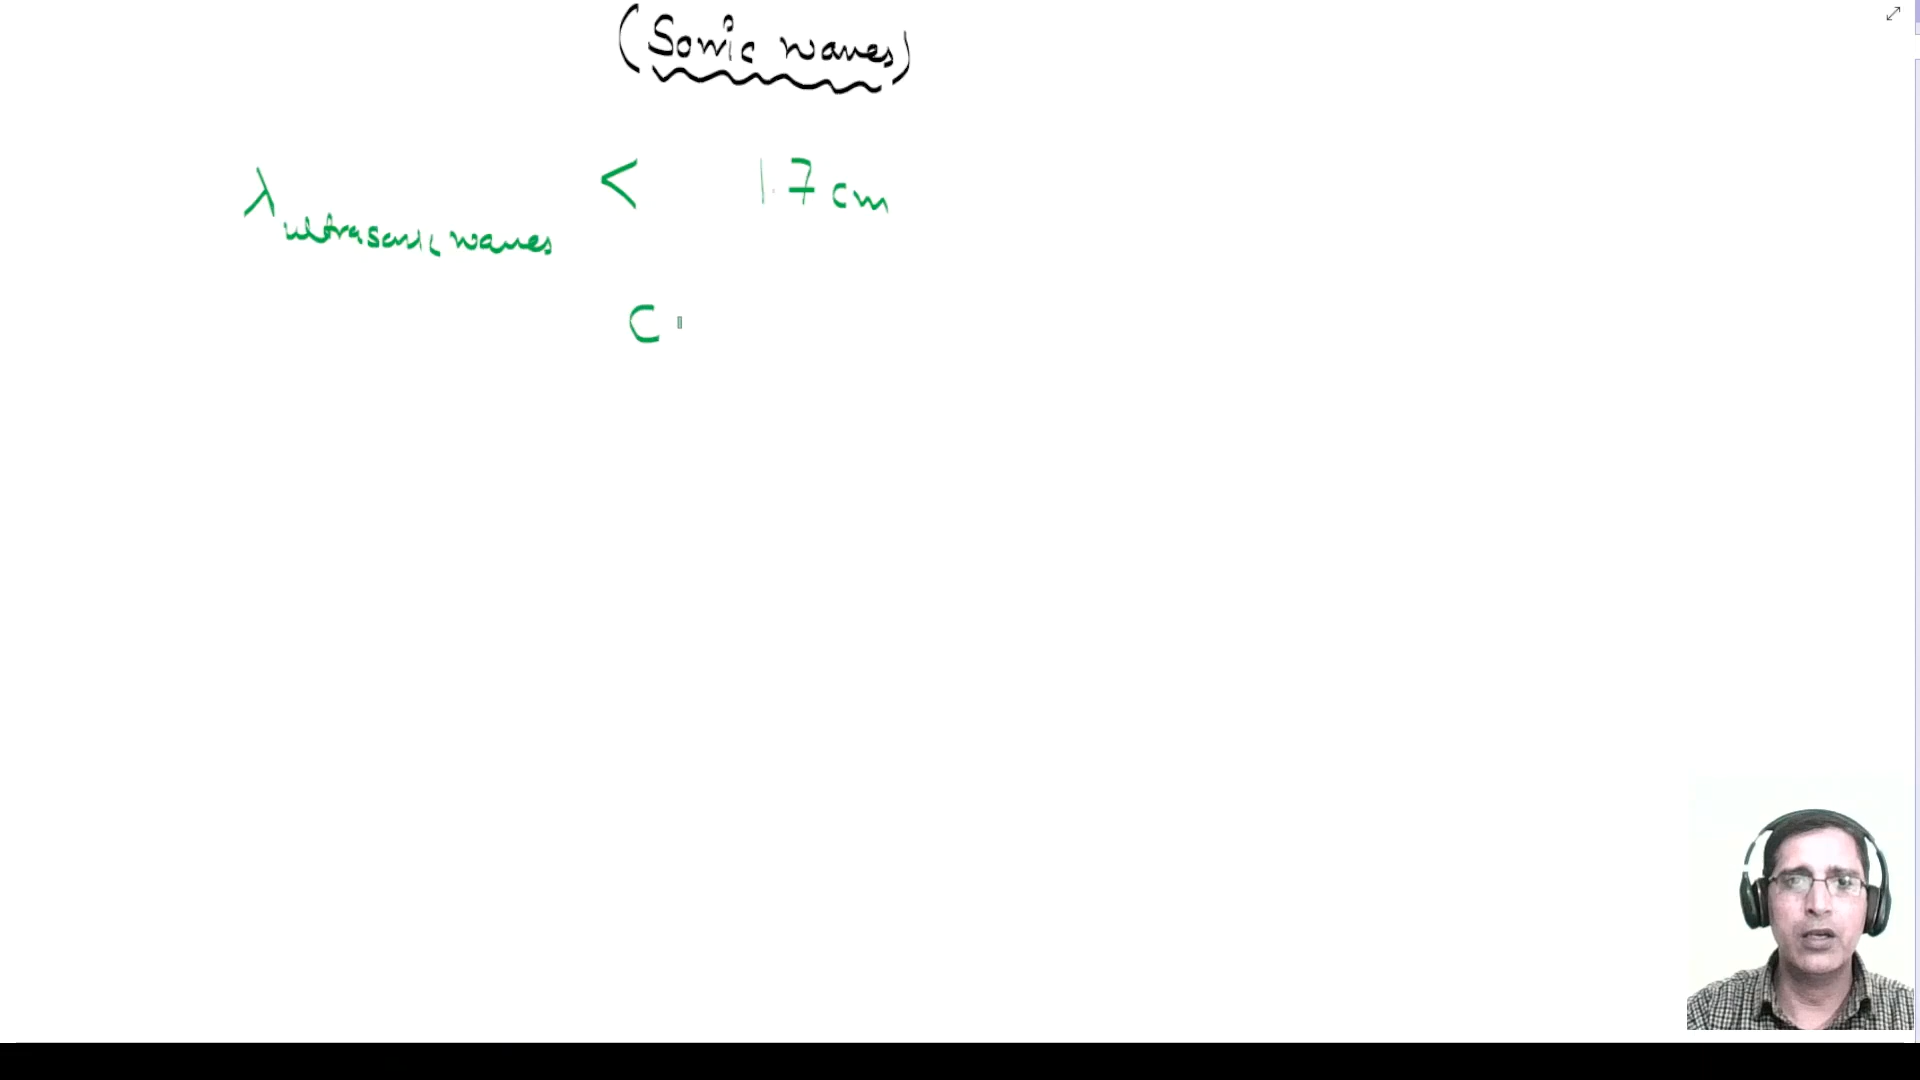 (Sonic waves)
λ ultrasonic waves < 1.7 cm
C